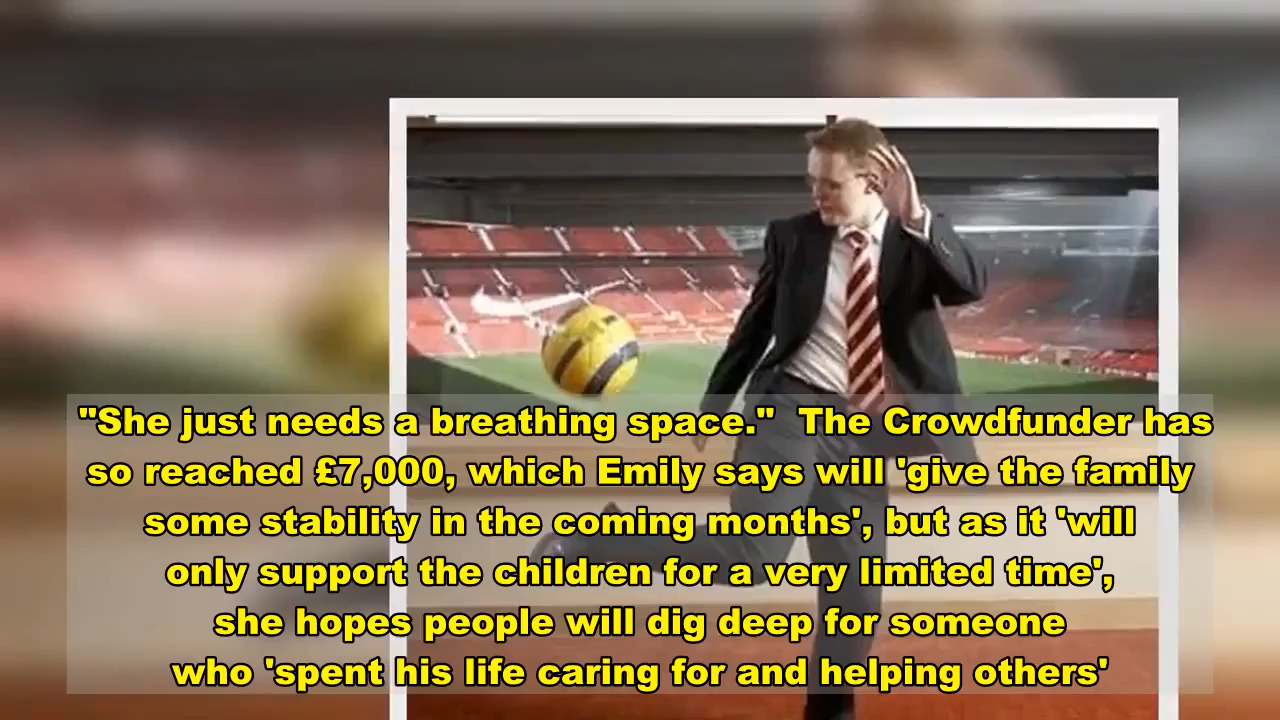 "She just needs a breathing space."  The Crowdfunder has
so reached £7,000, which Emily says will 'give the family
some stability in the coming months', but as it 'will
only support the children for a very limited time',
she hopes people will dig deep for someone
who 'spent his life caring for and helping others'